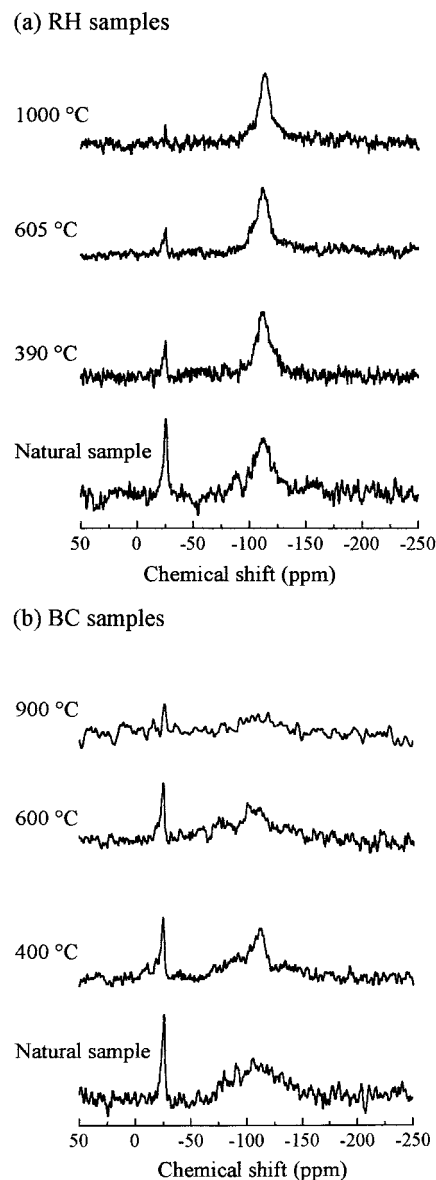 (a) RH samples
1000 °C
605 °C
390 °C
Natural sample
50 0 -50 -100 -150 -200 -250
Chemical shift (ppm)
(b) BC samples
900 °C
600 °C
400 °C
Natural sample
50 0 -50 -100 -150 -200 -250
Chemical shift (ppm)